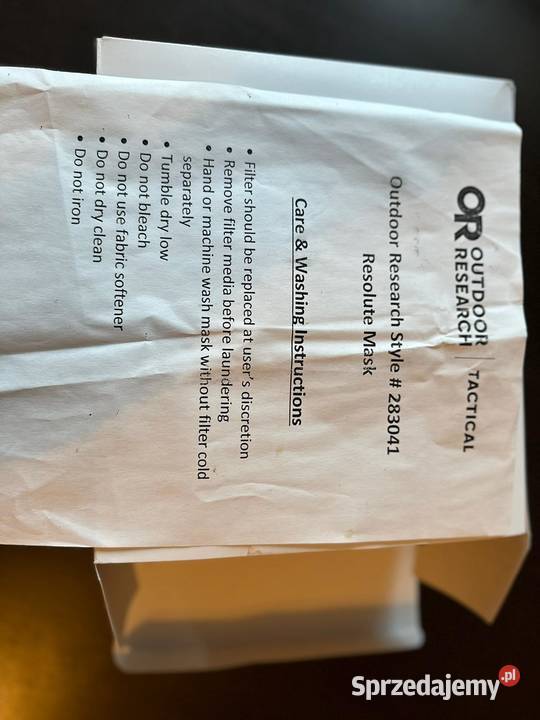 OR OUTDOOR RESEARCH | TACTICAL
Outdoor Research Style # 283041
Resolute Mask
Care & Washing Instructions
• Filter should be replaced at user's discretion
• Remove filter media before laundering
• Hand or machine wash mask without filter cold
separately
• Tumble dry low
• Do not bleach
• Do not use fabric softener
• Do not dry clean
• Do not iron
Sprzedajemy.pl